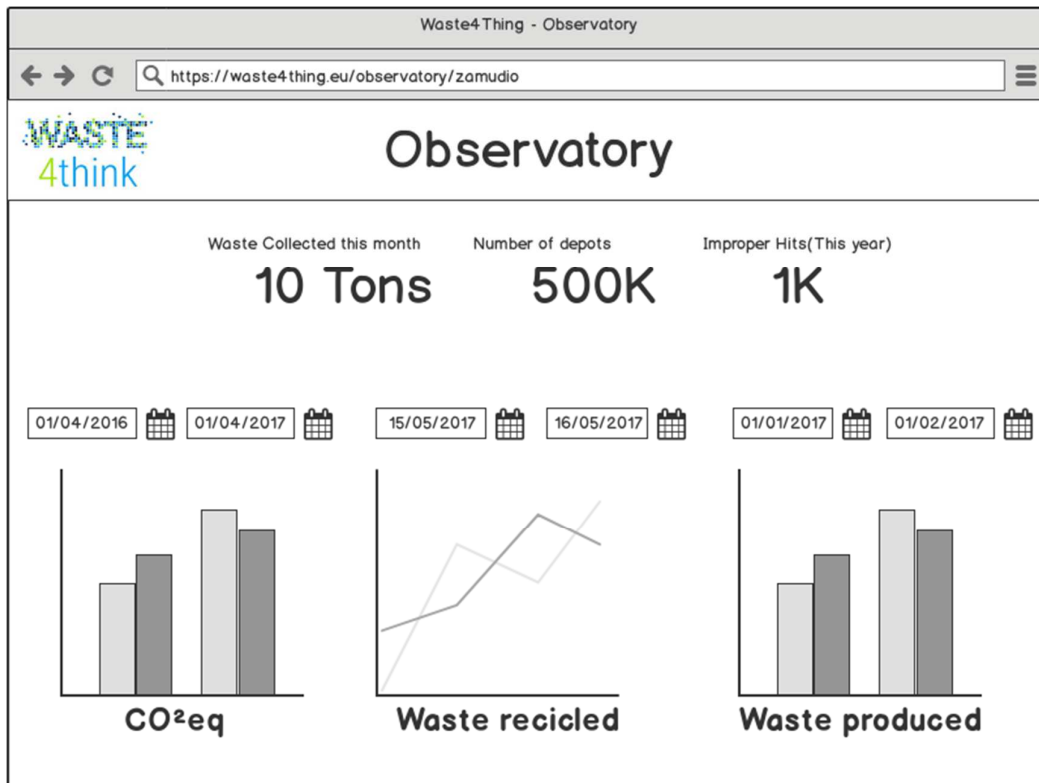 Waste4Thing - Observatory
https://waste4thing.eu/observatory/zamudio
WASTE
4think
Observatory
Waste Collected this month Number of depots Improper Hits(This year)
10 Tons 500K 1K
01/04/2016 01/04/2017 15/05/2017 16/05/2017 01/01/2017 01/02/2017
CO²eq Waste recicled Waste produced